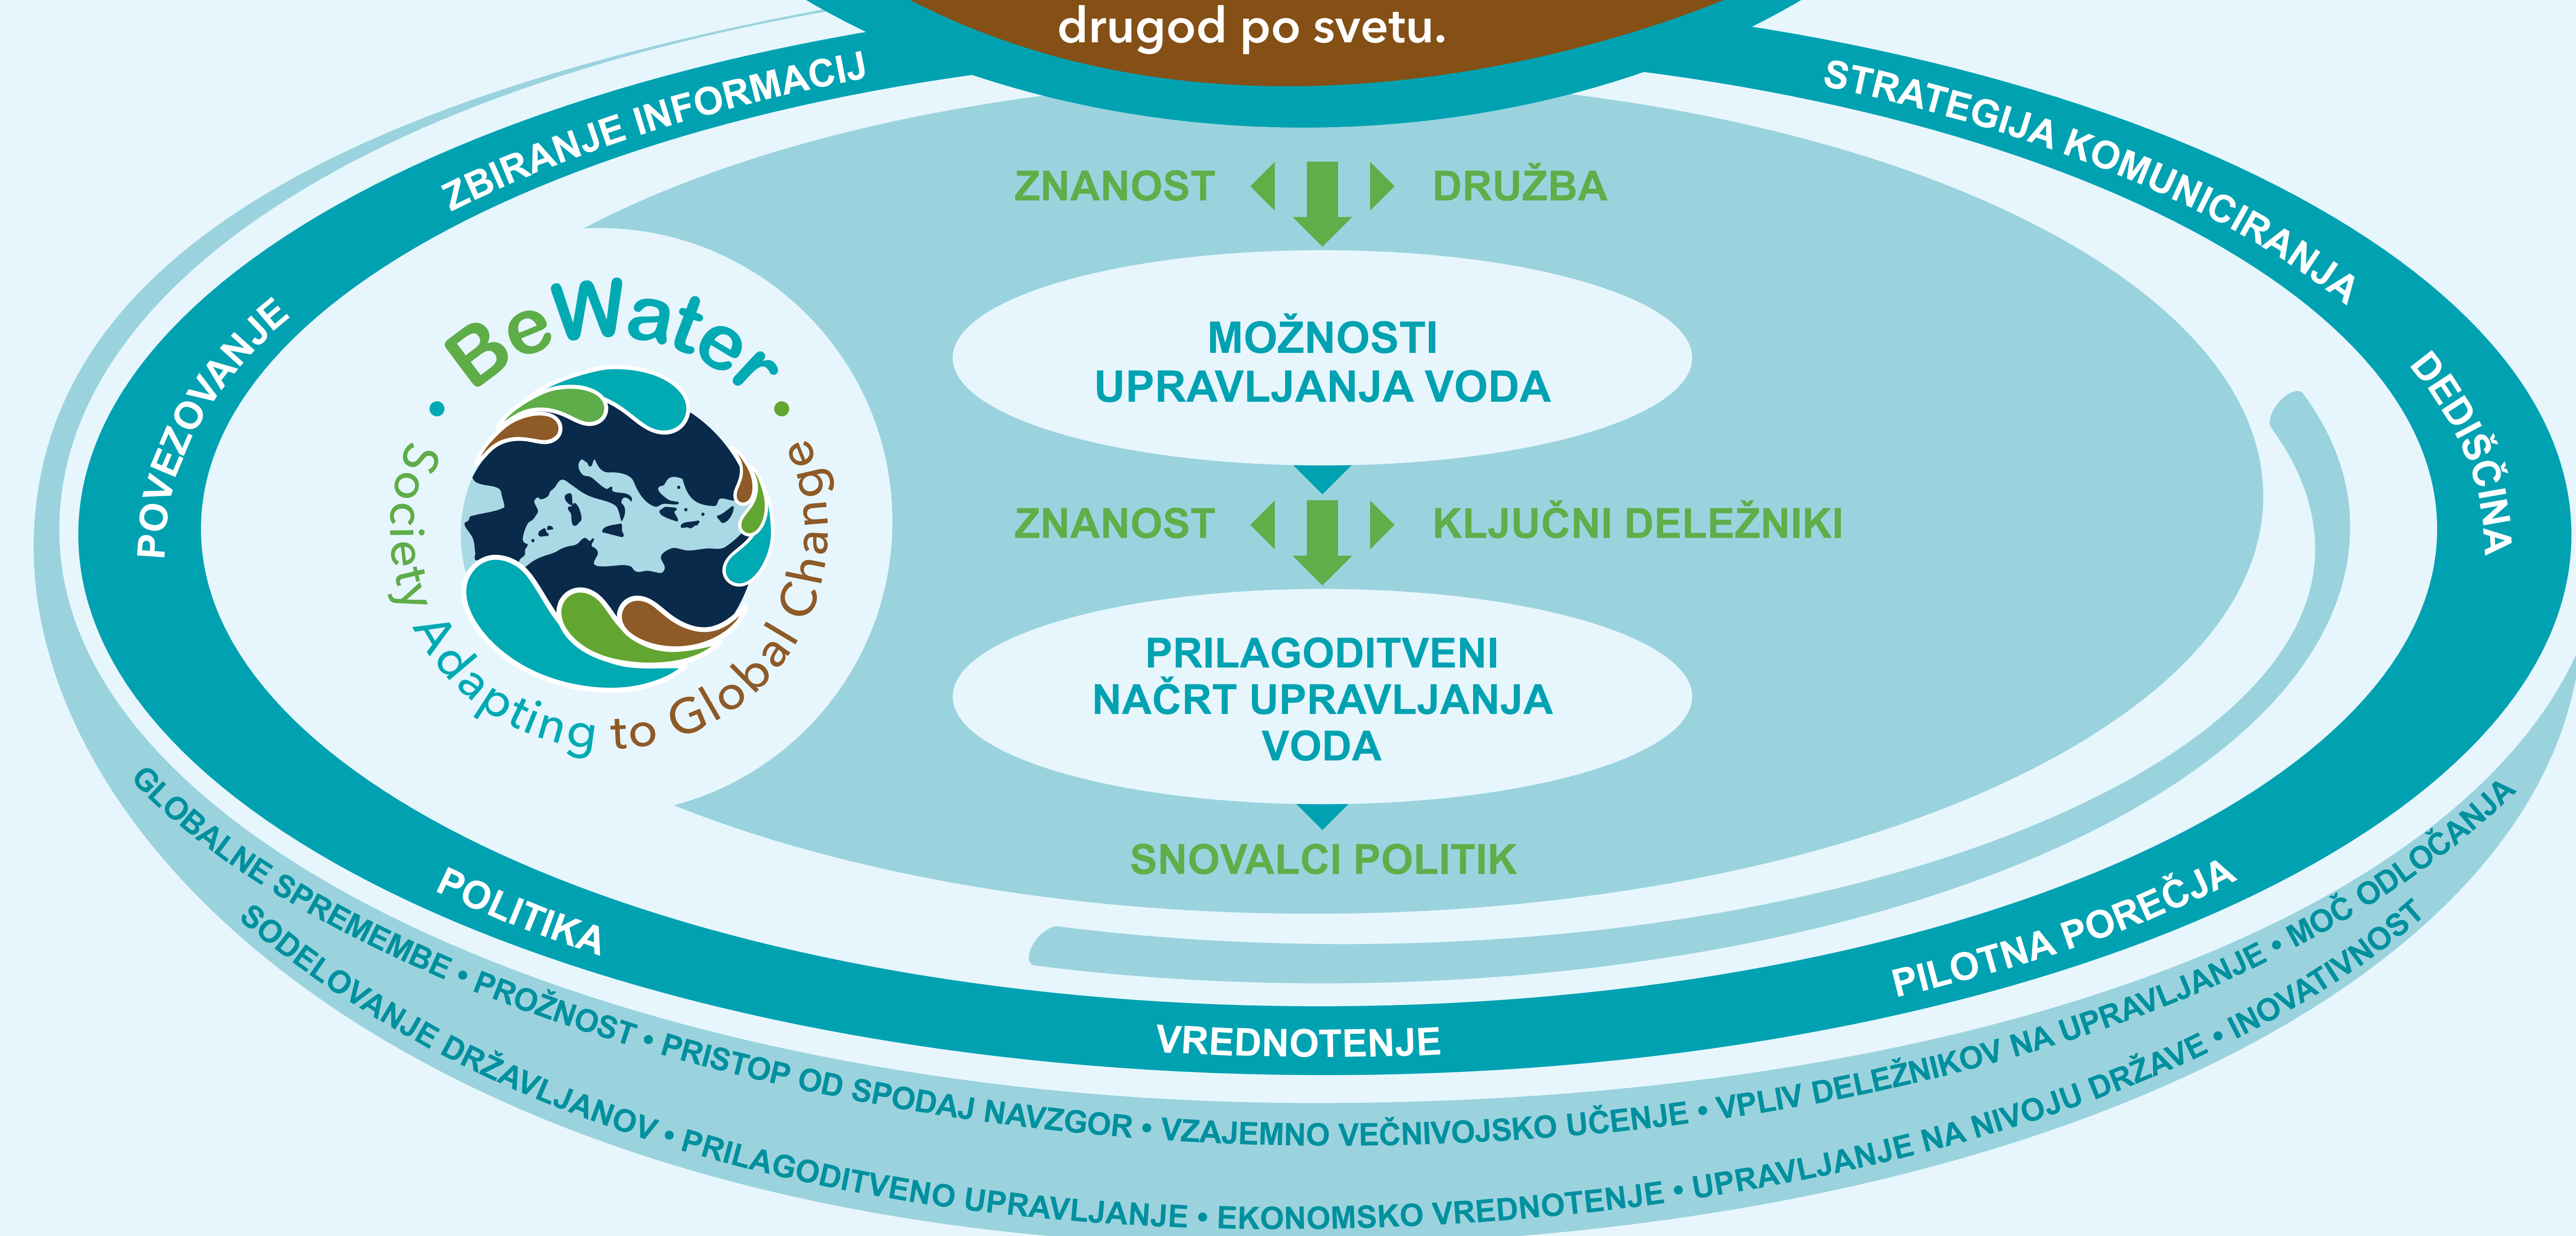 drugod po svetu.
ZBIRANJE INFORMACIJ
STRATEGIJA KOMUNICIRANJA
POVEZOVANJE
DEDIŠČINA
ZNANOST
DRUŽBA
MOŽNOSTI
UPRAVLJANJA VODA
ZNANOST
KLJUČNI DELEŽNIKI
PRILAGODITVENI
NAČRT UPRAVLJANJA
VODA
SNOVALCI POLITIK
• BeWater •
Society Adapting to Global Change
POLITIKA
VREDNOTENJE
PILOTNA POREČJA
GLOBALNE SPREMEMBE • PROŽNOST • PRISTOP OD SPODAJ NAVZGOR • VZAJEMNO VEČNIVOJSKO UČENJE • VPLIV DELEŽNIKOV NA UPRAVLJANJE • MOČ ODLOČANJA
SODELOVANJE DRŽAVLJANOV • PRILAGODITVENO UPRAVLJANJE • EKONOMSKO VREDNOTENJE • UPRAVLJANJE NA NIVOJU DRŽAVE • INOVATIVNOST